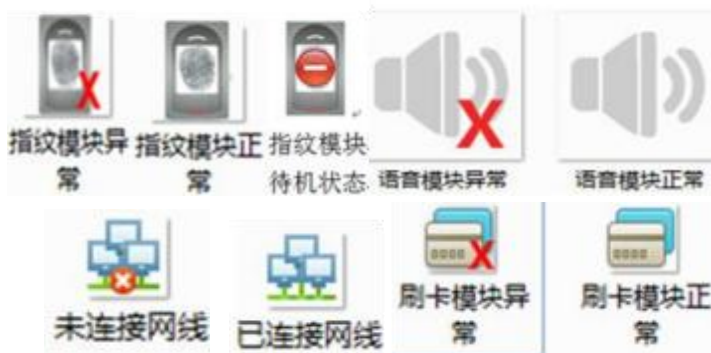 指纹模块异
常
指纹模块正
常
指纹模块
待机状态
语音模块异常
语音模块正常
未连接网线
已连接网线
刷卡模块异
常
刷卡模块正
常